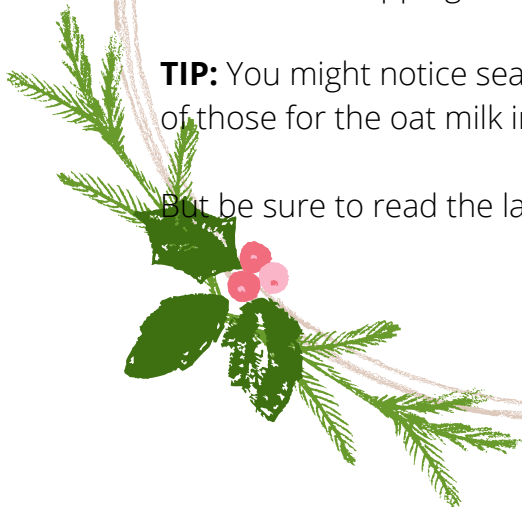 TIP: You might notice sea
of those for the oat milk i
But be sure to read the la